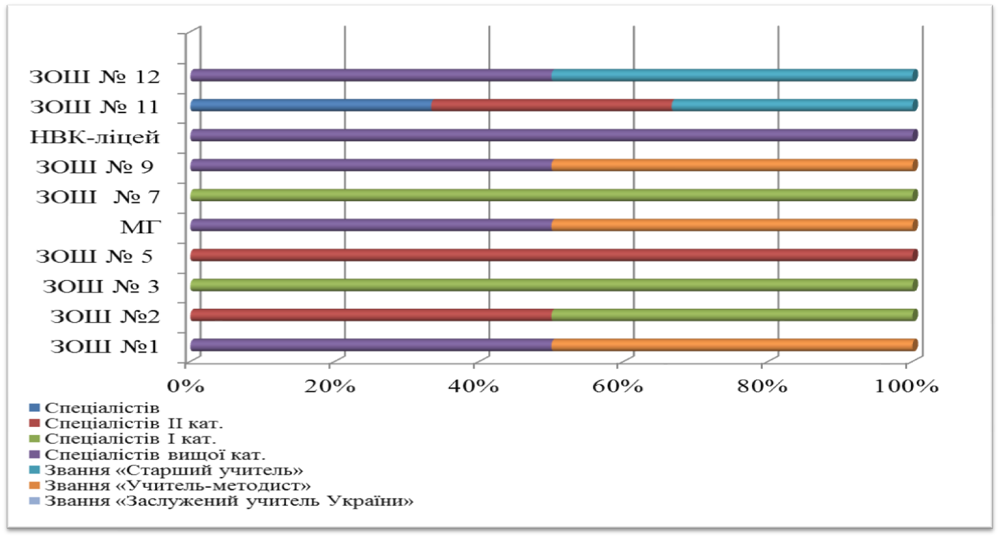 ЗОШ № 12
ЗОШ № 11
НВК-ліцей
ЗОШ № 9
ЗОШ № 7
МГ
ЗОШ № 5
ЗОШ № 3
ЗОШ №2
ЗОШ №1
0% 20% 40% 60% 80% 100%
Спеціалістів
Спеціалістів ІІ кат.
Спеціалістів І кат.
Спеціалістів вищої кат.
Звання «Старший учитель»
Звання «Учитель-методист»
Звання «Заслужений учитель України»